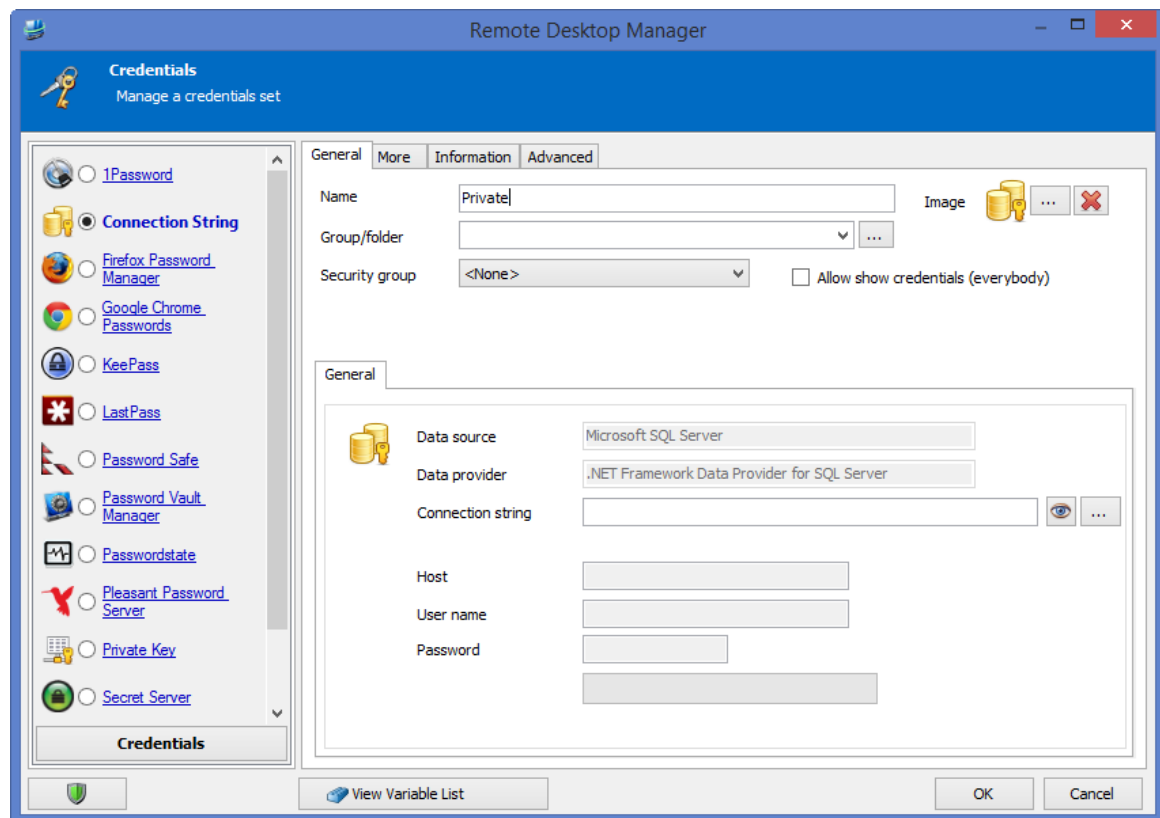 Remote Desktop Manager
Credentials
Manage a credentials set
1Password
Connection String
Firefox Password
Manager
Google Chrome
Passwords
KeePass
LastPass
Password Safe
Password Vault
Manager
Passwordstate
Pleasant Password
Server
Private Key
Secret Server
Credentials
General More Information Advanced
Name Private Image ...
Group/folder ...
Security group <None> Allow show credentials (everybody)
General
Data source Microsoft SQL Server
Data provider .NET Framework Data Provider for SQL Server
Connection string ...
Host
User name
Password
View Variable List OK Cancel